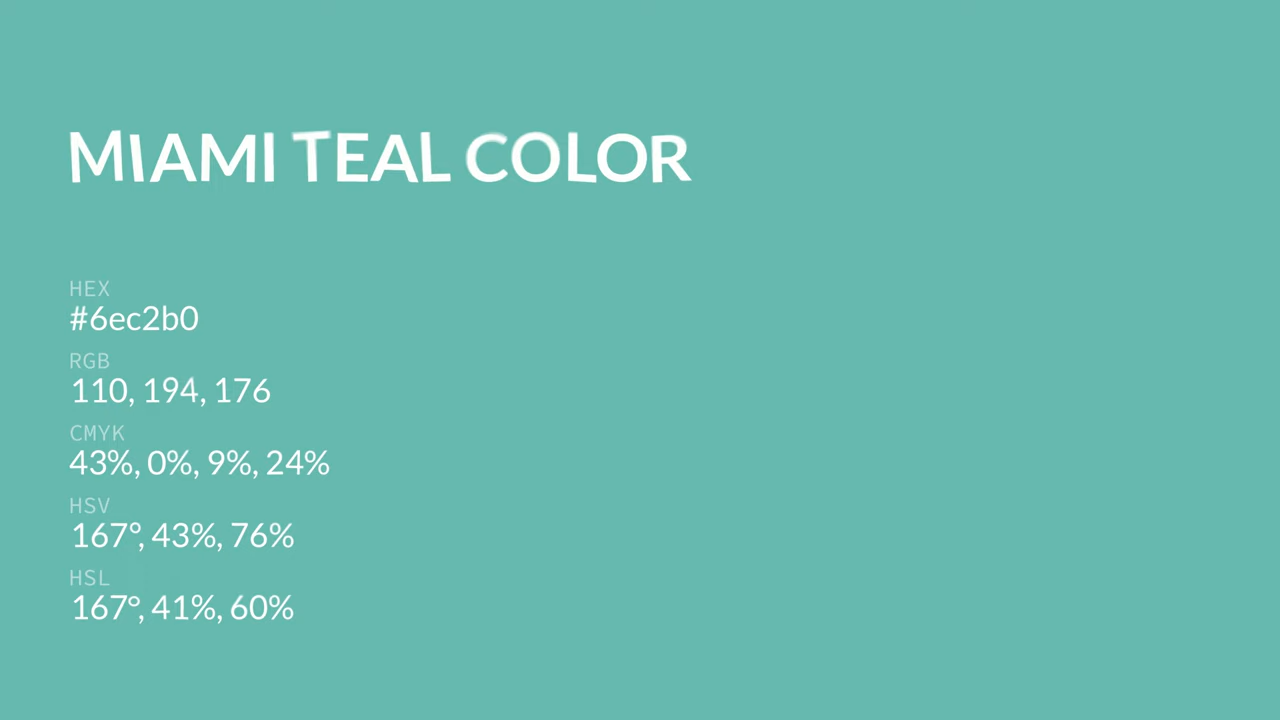 MIAMI TEAL COLOR
HEX
#6ec2b0
RGB
110, 194, 176
CMYK
43%, 0%, 9%, 24%
HSV
167°, 43%, 76%
HSL
167°, 41%, 60%